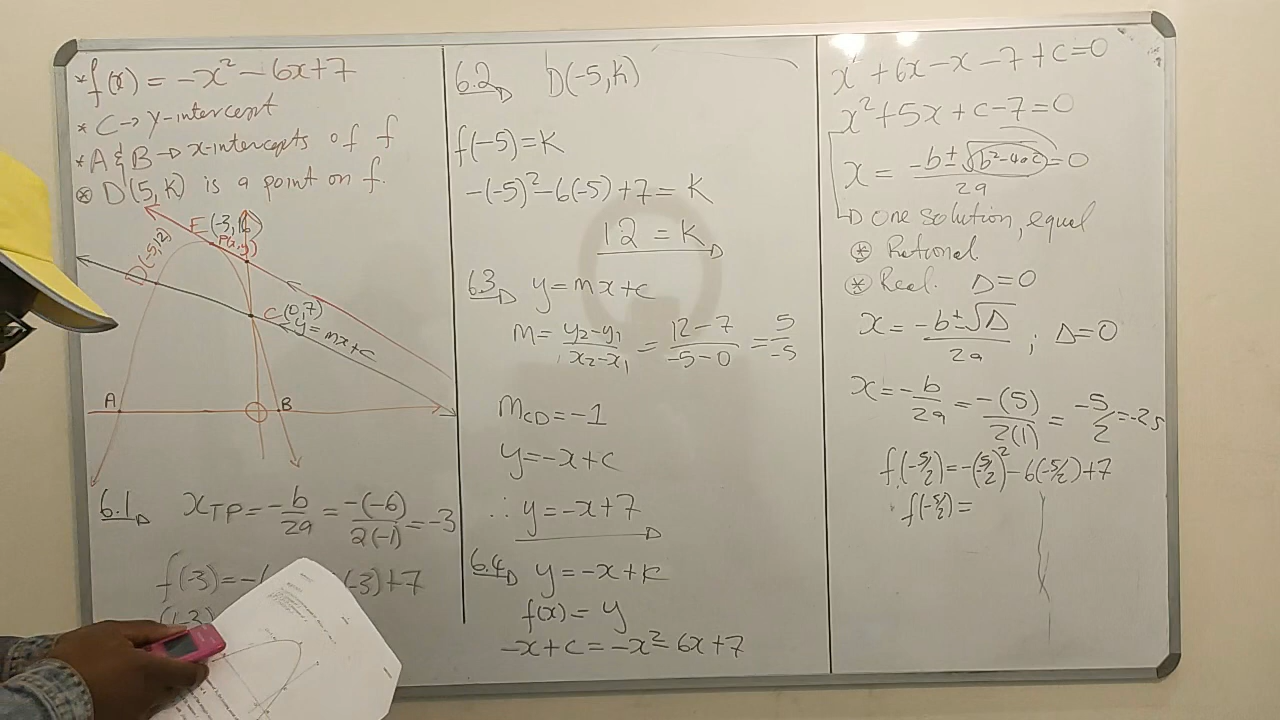 * f(x) = -x² - 6x + 7
* C → y-intercept
* A & B → x-intercepts of f
⊛ D(5, K) is a point on f.
E (-3,16)
P(x,y)
D(-5,12)
C(0,7)
y = mx+c
A
B
6.1 x_TP = -b/2a = -(-6)/2(-1) = -3
f(-3) = -( (-3)+7
(-3)
6.2 D(-5,K)
f(-5) = K
-(-5)² - 6(-5) + 7 = K
12 = K
6.3 y = mx + c
m = y₂-y₁/x₂-x₁ = 12-7/-5-0 = 5/-5
m_CD = -1
y = -x + c
∴ y = -x + 7
6.4 y = -x + k
f(x) = y
-x + c = -x² - 6x + 7
x² + 6x - x - 7 + c = 0
x² + 5x + c - 7 = 0
x = -b ± √(b²-4ac)/2a = 0
one solution, equal
⊛ Rational
⊛ Real. Δ = 0
x = -b ± √Δ/2a ; Δ = 0
x = -b/2a = -(5)/2(1) = -5/2 = -2,5
f(-5/2) = -(5/2)² - 6(-5/2) + 7
f(-5/2) =